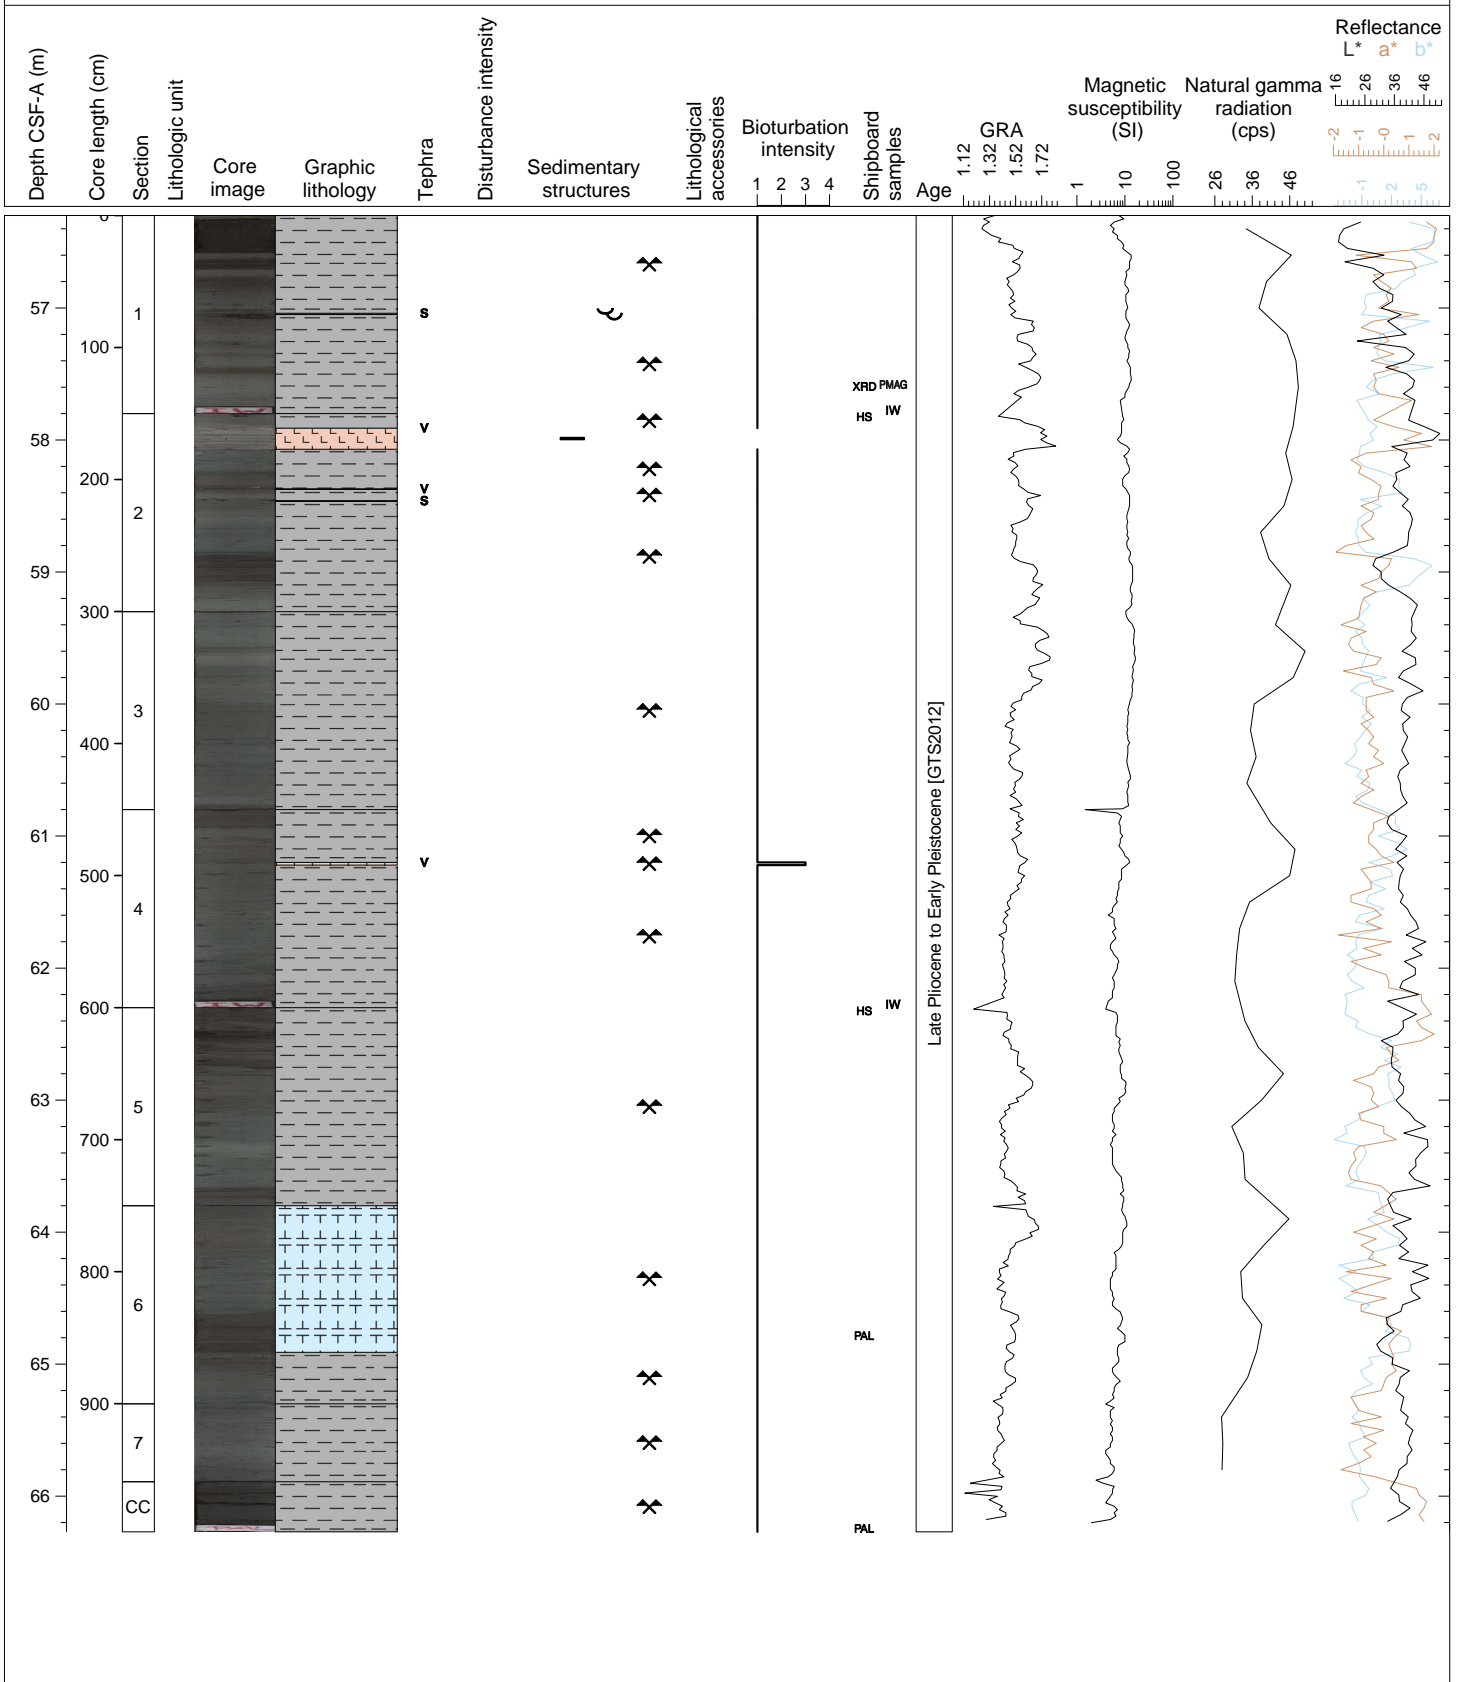 Depth CSF-A (m)
Core length (cm)
Section
Lithologic unit
Core
image
Graphic
lithology
Tephra
Disturbance intensity
Sedimentary
structures
Lithological
accessories
Bioturbation
intensity
1 2 3 4
Shipboard
samples
Age
GRA
1.12 1.32 1.52 1.72
Magnetic
susceptibility
(SI)
1 10 100
Natural gamma
radiation
(cps)
26 36 46
Reflectance
L* a* b*
16 26 36 46
-2 -1 -0 1 2
-1 2 5
0
57
1
S
100
XRD PMAG
HS IW
V
58
200
V
S
2
59
300
60
3
400
61
V
500
4
62
600
HS IW
63
5
700
64
800
6
PAL
65
900
7
66
CC
PAL
Late Pliocene to Early Pleistocene [GTS2012]